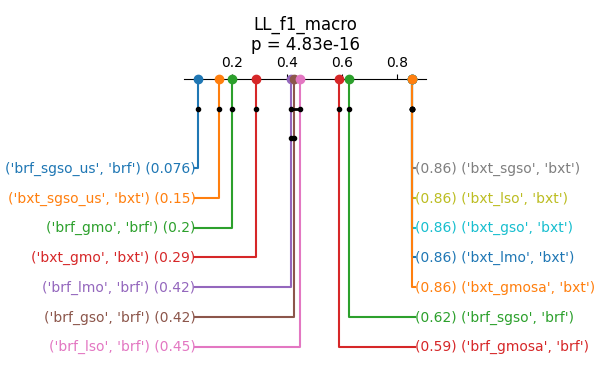 LL_f1_macro
p = 4.83e-16
0.2 0.4 0.6 0.8
('brf_sgso_us', 'brf') (0.076) (0.86) ('bxt_sgso', 'bxt')
('bxt_sgso_us', 'bxt') (0.15) (0.86) ('bxt_lso', 'bxt')
('brf_gmo', 'brf') (0.2) (0.86) ('bxt_gso', 'bxt')
('bxt_gmo', 'bxt') (0.29) (0.86) ('bxt_lmo', 'bxt')
('brf_lmo', 'brf') (0.42) (0.86) ('bxt_gmosa', 'bxt')
('brf_gso', 'brf') (0.42) (0.62) ('brf_sgso', 'brf')
('brf_lso', 'brf') (0.45) (0.59) ('brf_gmosa', 'brf')